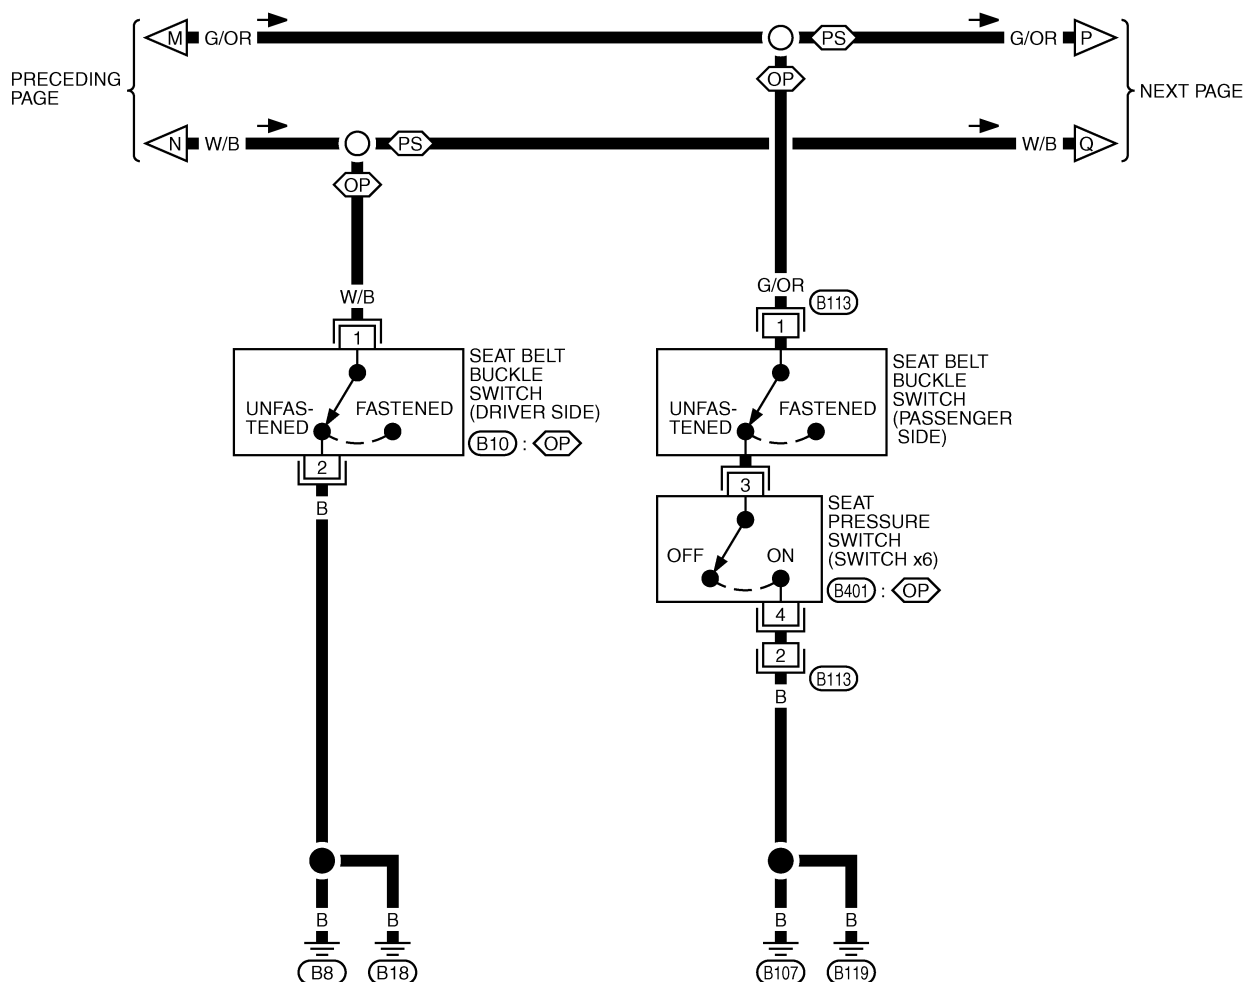 M G/OR PS G/OR P
OP
PRECEDING
PAGE
NEXT PAGE
N W/B PS W/B Q
OP
W/B
1
SEAT BELT
BUCKLE
SWITCH
(DRIVER SIDE)
UNFAS-
TENED
FASTENED
B10 : OP
2
B
B B
B8 B18
G/OR
B113
1
SEAT BELT
BUCKLE
SWITCH
(PASSENGER
SIDE)
UNFAS-
TENED
FASTENED
3
SEAT
PRESSURE
SWITCH
(SWITCH x6)
OFF ON
B401 : OP
4
2
B113
B
B B
B107 B119